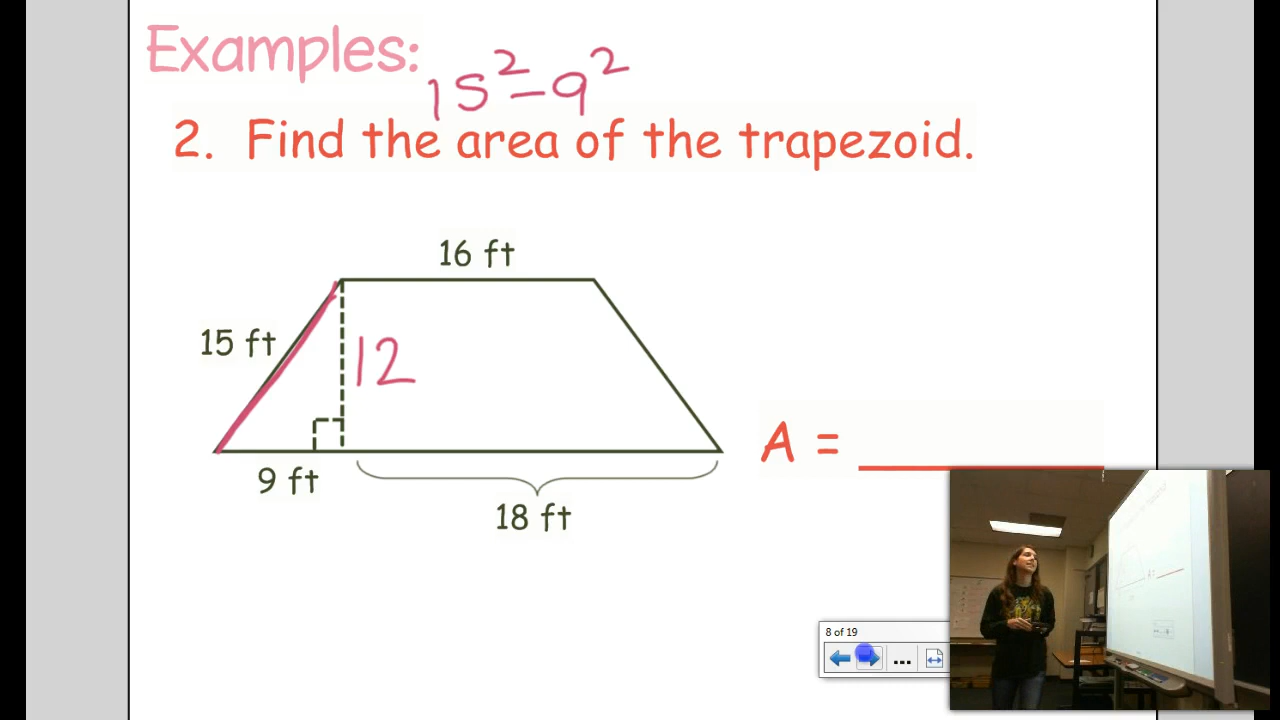 Examples:
15² - 9²
2. Find the area of the trapezoid.
16 ft
15 ft
12
9 ft
18 ft
A = ________
8 of 19
...